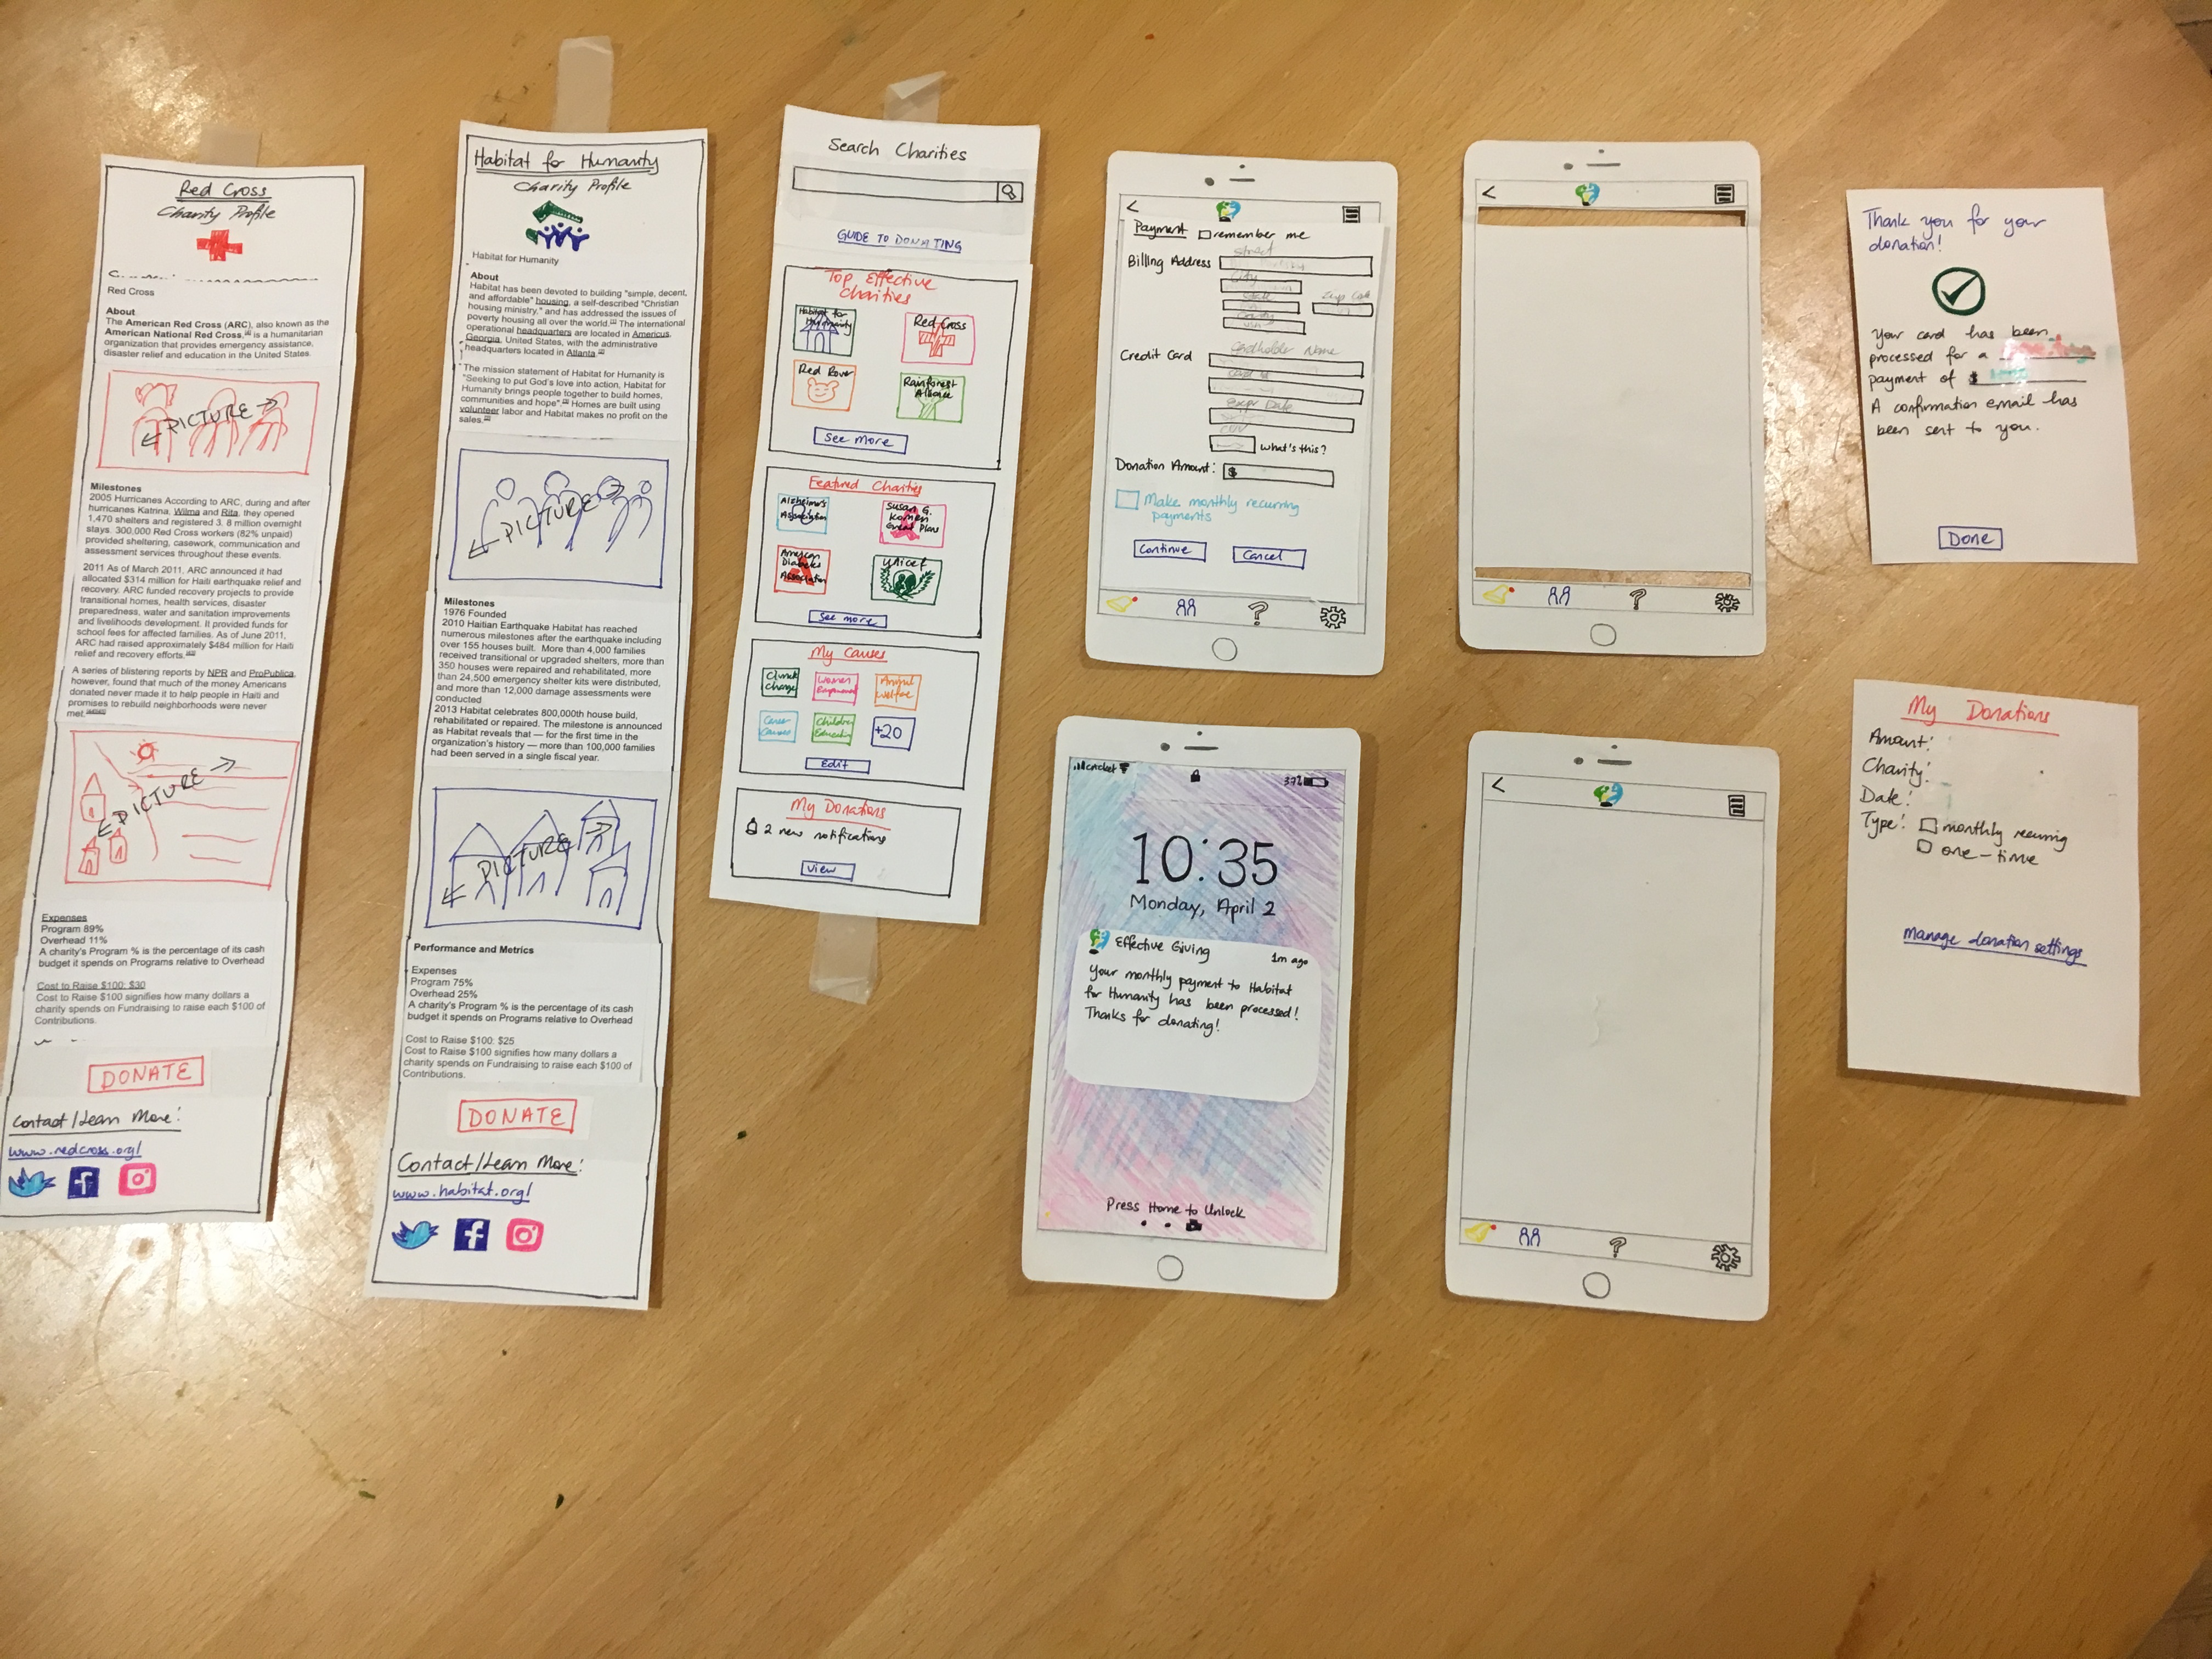 Red Cross
Charity Profile
Red Cross
About
The American Red Cross (ARC), also known as the
American National Red Cross, is a humanitarian
organization that provides emergency assistance,
disaster relief and education in the United States.
← PICTURE →
Milestones
2005 Hurricanes According to ARC, during and after
hurricanes Katrina, Wilma and Rita, they opened
1,470 shelters and registered 3. 8 million overnight
stays. 300,000 Red Cross workers (82% unpaid)
provided sheltering, casework, communication and
assessment services throughout these events.
2011 As of March 2011, ARC announced it had
allocated $314 million for Haiti earthquake relief and
recovery. ARC funded recovery projects to provide
transitional homes, health services, disaster
preparedness, water and sanitation improvements
and livelihoods development. It provided funds for
school fees for affected families. As of June 2011,
ARC had raised approximately $484 million for Haiti
relief and recovery efforts.
A series of blistering reports by NPR and ProPublica,
however, found that much of the money Americans
donated never made it to help people in Haiti and
promises to rebuild neighborhoods were never
met.
← PICTURE →
Expenses
Program 89%
Overhead 11%
A charity's Program % is the percentage of its cash
budget it spends on Programs relative to Overhead
Cost to Raise $100: $30
Cost to Raise $100 signifies how many dollars a
charity spends on Fundraising to raise each $100 of
Contributions.
DONATE
Contact/learn More:
www.redcross.org/
Habitat for Humanity
Charity Profile
Habitat for Humanity
About
Habitat has been devoted to building "simple, decent,
and affordable" housing, a self-described "Christian
housing ministry," and has addressed the issues of
poverty housing all over the world. The international
operational headquarters are located in Americus,
Georgia, United States, with the administrative
headquarters located in Atlanta.
The mission statement of Habitat for Humanity is
"Seeking to put God's love into action, Habitat for
Humanity brings people together to build homes,
communities and hope". Homes are built using
volunteer labor and Habitat makes no profit on the
sales.
← PICTURE →
Milestones
1976 Founded
2010 Haitian Earthquake Habitat has reached
numerous milestones after the earthquake including
over 155 houses built. More than 4,000 families
received transitional or upgraded shelters, more than
350 houses were repaired and rehabilitated, more
than 24,500 emergency shelter kits were distributed,
and more than 12,000 damage assessments were
conducted
2013 Habitat celebrates 800,000th house build,
rehabilitated or repaired. The milestone is announced
as Habitat reveals that — for the first time in the
organization's history — more than 100,000 families
had been served in a single fiscal year.
← PICTURE →
Performance and Metrics
Expenses
Program 75%
Overhead 25%
A charity's Program % is the percentage of its cash
budget it spends on Programs relative to Overhead
Cost to Raise $100: $25
Cost to Raise $100 signifies how many dollars a
charity spends on Fundraising to raise each $100 of
Contributions.
DONATE
Contact/learn More:
www.habitat.org/
Search Charities
GUIDE TO DONATING
Top Effective
Charities
Habitat for
Humanity
Red Cross
Red Rover
Rainforest
Alliance
See More
Featured Charities
Alzheimer's
Association
Susan G.
Komen
American
Diabetes
Association
Unicef
See more
My Causes
Climate
Change
Women
Animal
Welfare
Cancer
Children
+20
Edit
My Donations
2 new notifications
View
Payment
remember me
Billing Address
Street
City
State
Zip Code
Credit Card
Cardholder Name
What's this?
Donation Amount: $
Make monthly recurring
payments
Continue
Cancel
AA
?
37%
10:35
Monday, April 2
Effective Giving
1m ago
Your monthly payment to Habitat
for Humanity has been processed!
Thanks for donating!
Press Home to Unlock
<
AA
?
<
AA
?
Thank you for your
donation!
Your card has been
processed for a
payment of $
A confirmation email has
been sent to you.
Done
My Donations
Amount:
Charity:
Date:
Type: monthly recurring
one-time
Manage donation settings